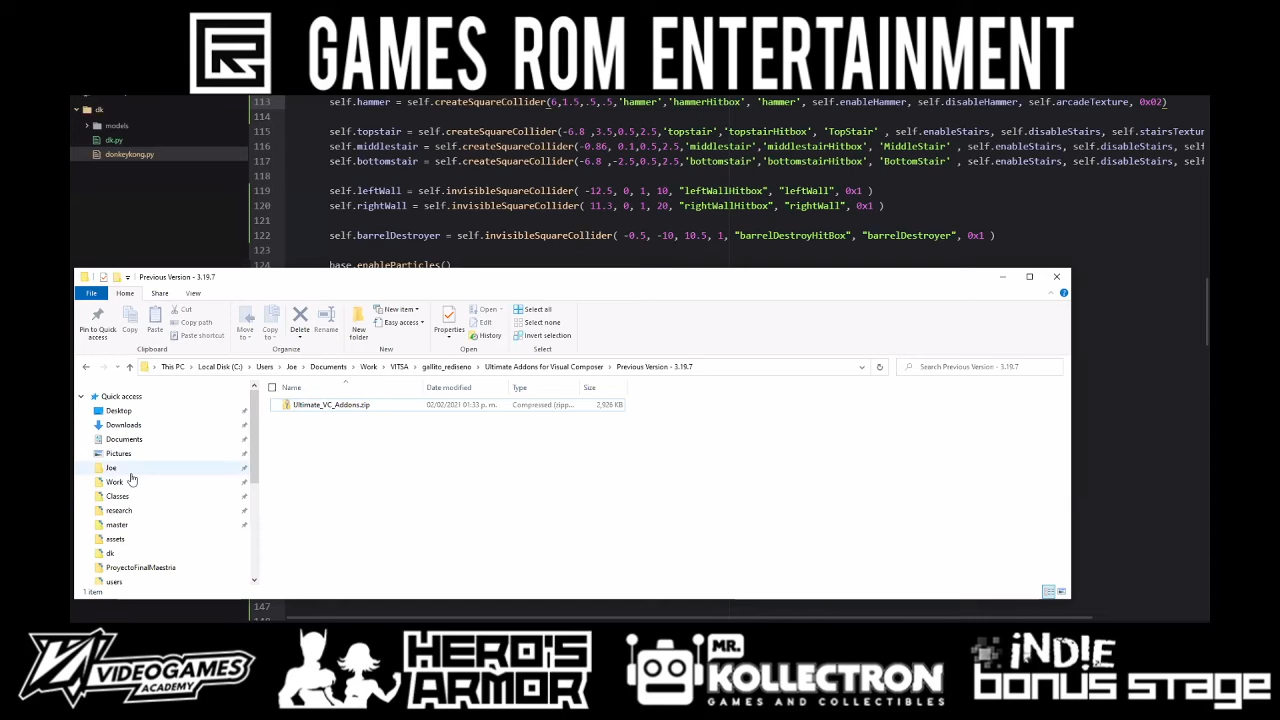 GAMES ROM ENTERTAINMENT
dk
models
dk.py
donkeykong.py
113 self.hammer = self.createSquareCollider(6,1.5,.5,.5,'hammer','hammerHitbox', 'hammer', self.enableHammer, self.disableHammer, self.arcadeTexture, 0x02)
114
115 self.topstair = self.createSquareCollider(-6.8 ,3.5,0.5,2.5,'topstair','topstairHitbox', 'TopStair' , self.enableStairs, self.disableStairs, self.stairsTextur
116 self.middlestair = self.createSquareCollider(-0.86, 0.1,0.5,2.5,'middlestair','middlestairHitbox', 'MiddleStair' , self.enableStairs, self.disableStairs, self
117 self.bottomstair = self.createSquareCollider(-6.8 ,-2.5,0.5,2.5,'bottomstair','bottomstairHitbox', 'BottomStair' , self.enableStairs, self.disableStairs, self
118
119 self.leftWall = self.invisibleSquareCollider( -12.5, 0, 1, 10, "leftWallHitbox", "leftWall", 0x1 )
120 self.rightWall = self.invisibleSquareCollider( 11.3, 0, 1, 20, "rightWallHitbox", "rightWall", 0x1 )
121
122 self.barrelDestroyer = self.invisibleSquareCollider( -0.5, -10, 10.5, 1, "barrelDestroyHitBox", "barrelDestroyer", 0x1 )
123
124 base.enableParticles()
Previous Version - 3.19.7
File Home Share View
Pin to Quick access
Copy
Paste
Cut
Copy path
Paste shortcut
Clipboard
Move to
Copy to
Delete
Rename
Organize
New folder
New item
Easy access
New
Properties
Open
Edit
History
Open
Select all
Select none
Invert selection
Select
This PC Local Disk (C:) Users Joe Documents Work VITSA gallito_rediseno Ultimate Addons for Visual Composer Previous Version - 3.19.7
Search Previous Version - 3.19.7
Quick access
Desktop
Downloads
Documents
Pictures
Joe
Work
Classes
research
master
assets
dk
ProyectoFinalMaestria
users
Name Date modified Type Size
Ultimate_VC_Addons.zip 02/02/2021 01:33 p. m. Compressed (zipp... 2,926 KB
1 item
147
VIDEOGAMES
ACADEMY
HERO'S
ARMOR
MR.
KOLLECTRON
GAMES AND COLLECTIBLES
INDIE
BONUS STAGE